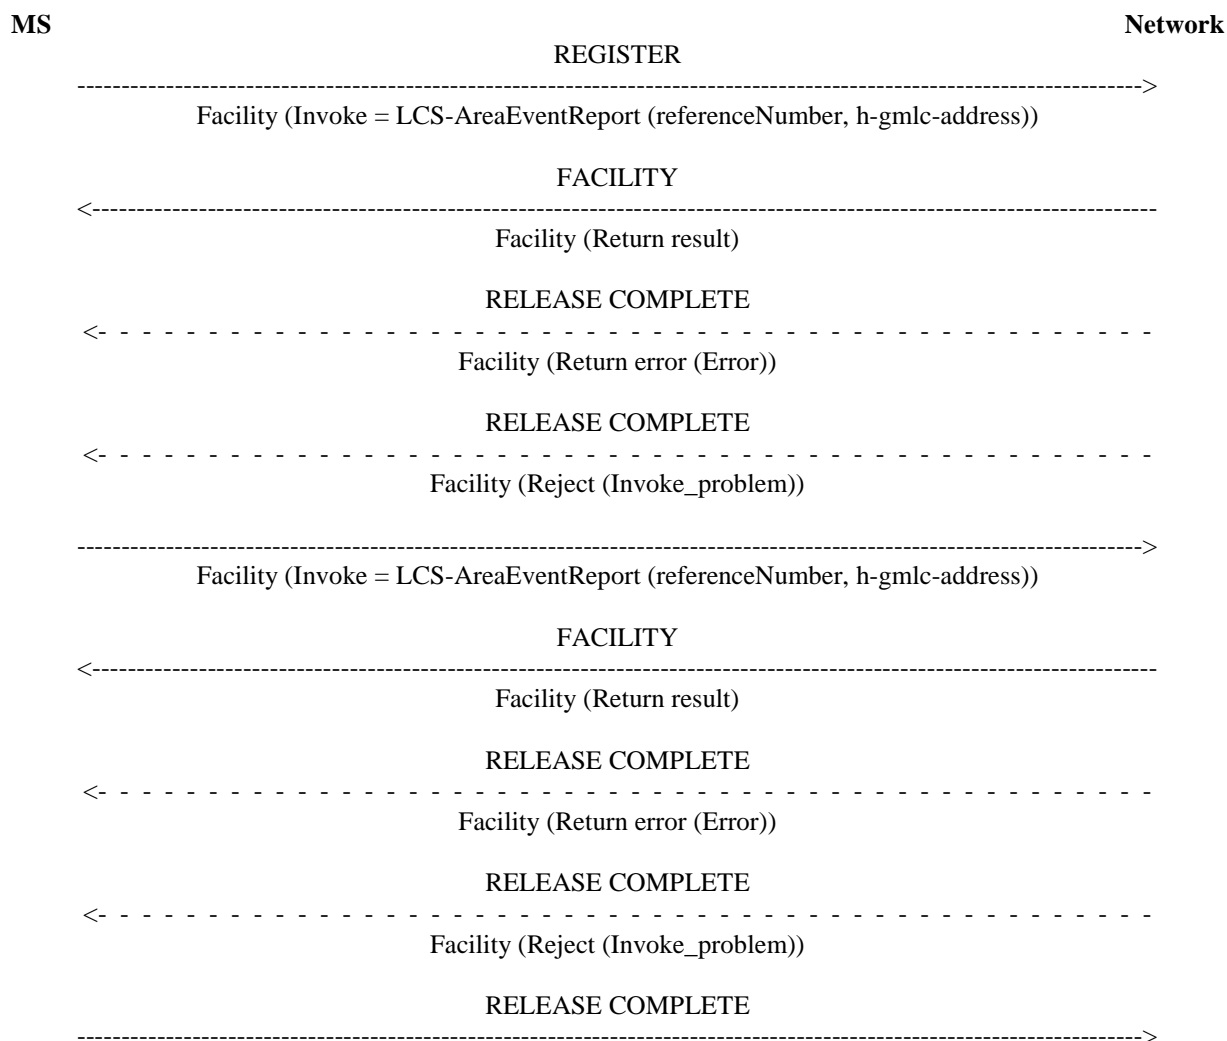 MS Network
REGISTER
------------------------------------------------------------------------------------------------------------------------->
Facility (Invoke = LCS-AreaEventReport (referenceNumber, h-gmlc-address))
FACILITY
<-------------------------------------------------------------------------------------------------------------------------
Facility (Return result)
RELEASE COMPLETE
<- - - - - - - - - - - - - - - - - - - - - - - - - - - - - - - - - - - - - - - - - - - - - - - - -
Facility (Return error (Error))
RELEASE COMPLETE
<- - - - - - - - - - - - - - - - - - - - - - - - - - - - - - - - - - - - - - - - - - - - - - - - -
Facility (Reject (Invoke_problem))
------------------------------------------------------------------------------------------------------------------------->
Facility (Invoke = LCS-AreaEventReport (referenceNumber, h-gmlc-address))
FACILITY
<-------------------------------------------------------------------------------------------------------------------------
Facility (Return result)
RELEASE COMPLETE
<- - - - - - - - - - - - - - - - - - - - - - - - - - - - - - - - - - - - - - - - - - - - - - - - -
Facility (Return error (Error))
RELEASE COMPLETE
<- - - - - - - - - - - - - - - - - - - - - - - - - - - - - - - - - - - - - - - - - - - - - - - - -
Facility (Reject (Invoke_problem))
RELEASE COMPLETE
------------------------------------------------------------------------------------------------------------------------->